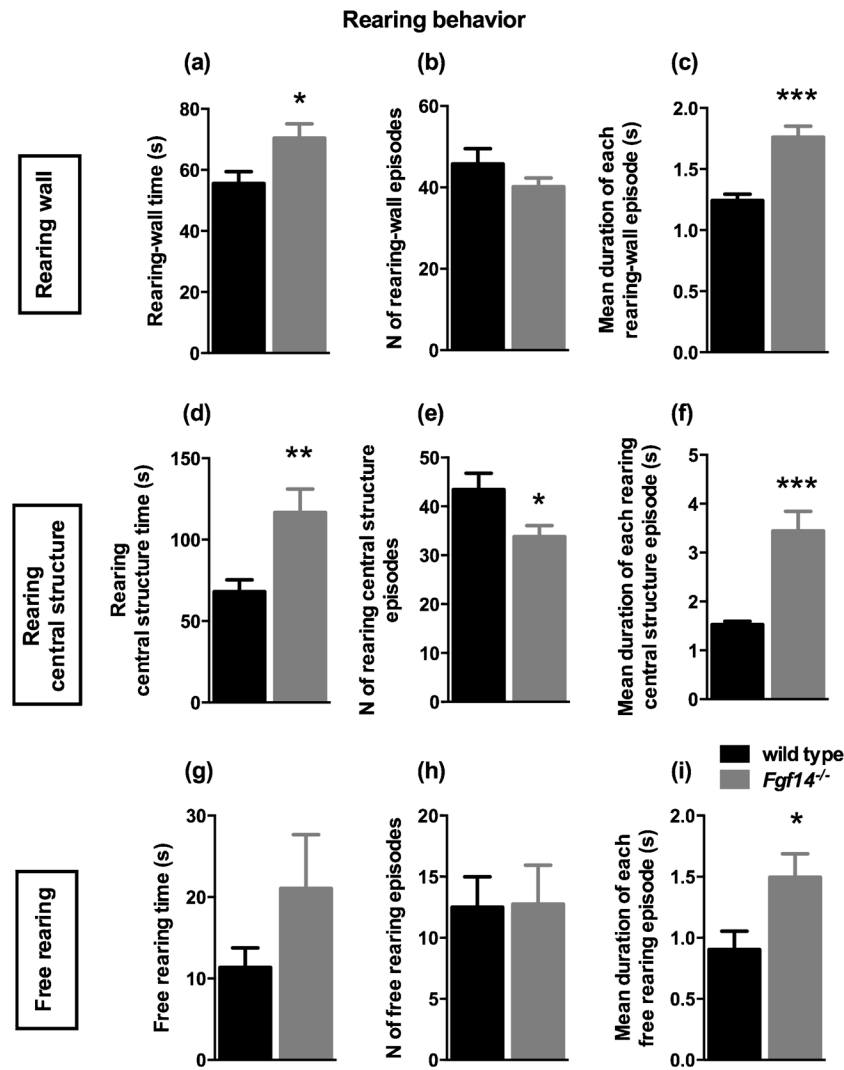 Rearing behavior
Rearing wall
(a)
Rearing-wall time (s)
80
60
40
20
0
*
(b)
N of rearing-wall episodes
60
40
20
0
(c)
Mean duration of each
rearing-wall episode (s)
2.0
1.5
1.0
0.5
0.0
***
Rearing
central structure
(d)
Rearing
central structure time (s)
150
100
50
0
**
(e)
N of rearing central structure
episodes
50
40
30
20
10
0
*
(f)
Mean duration of each rearing
central structure episode (s)
5
4
3
2
1
0
***
wild type
Fgf14-/-
Free rearing
(g)
Free rearing time (s)
30
20
10
0
(h)
N of free rearing episodes
20
15
10
5
0
(i)
Mean duration of each
free rearing episode (s)
2.0
1.5
1.0
0.5
0.0
*